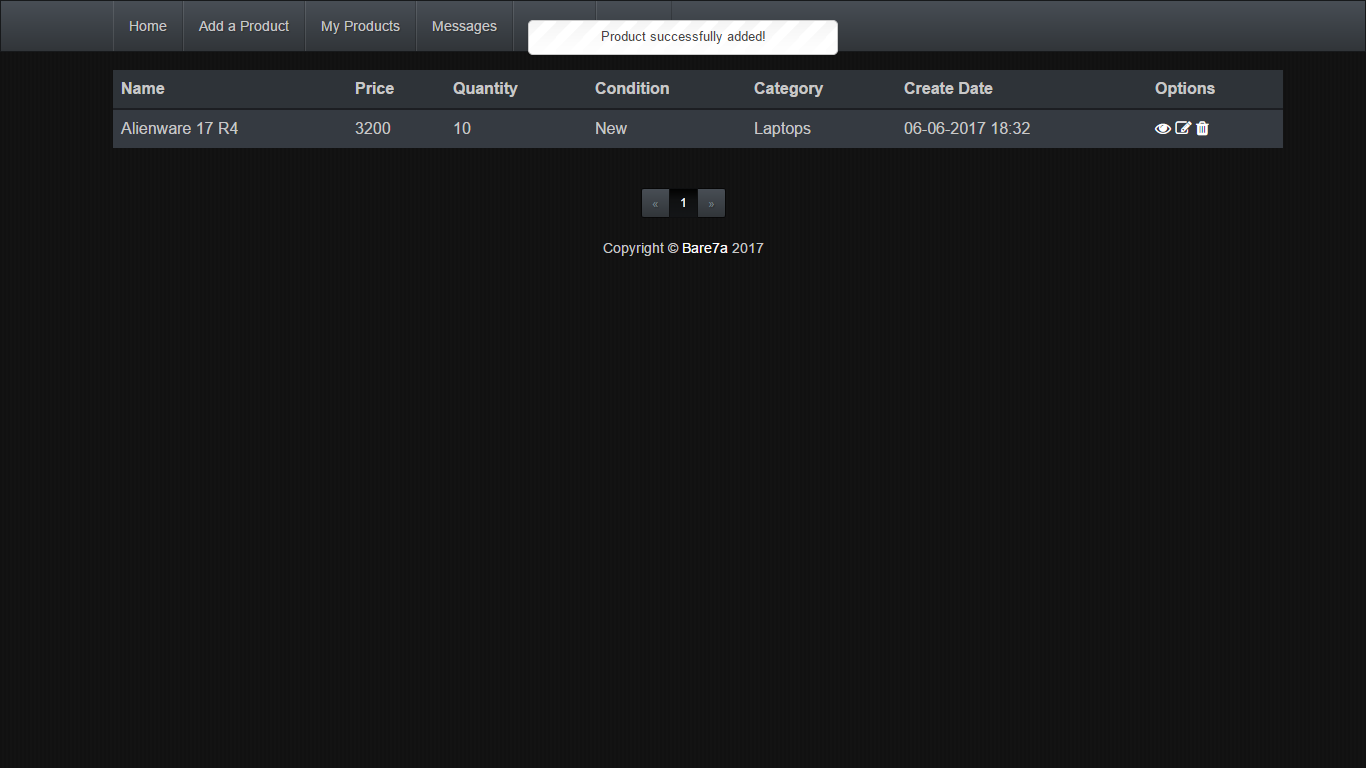 Home Add a Product My Products Messages
Product successfully added!
Name Price Quantity Condition Category Create Date Options
Alienware 17 R4 3200 10 New Laptops 06-06-2017 18:32
« 1 »
Copyright © Bare7a 2017